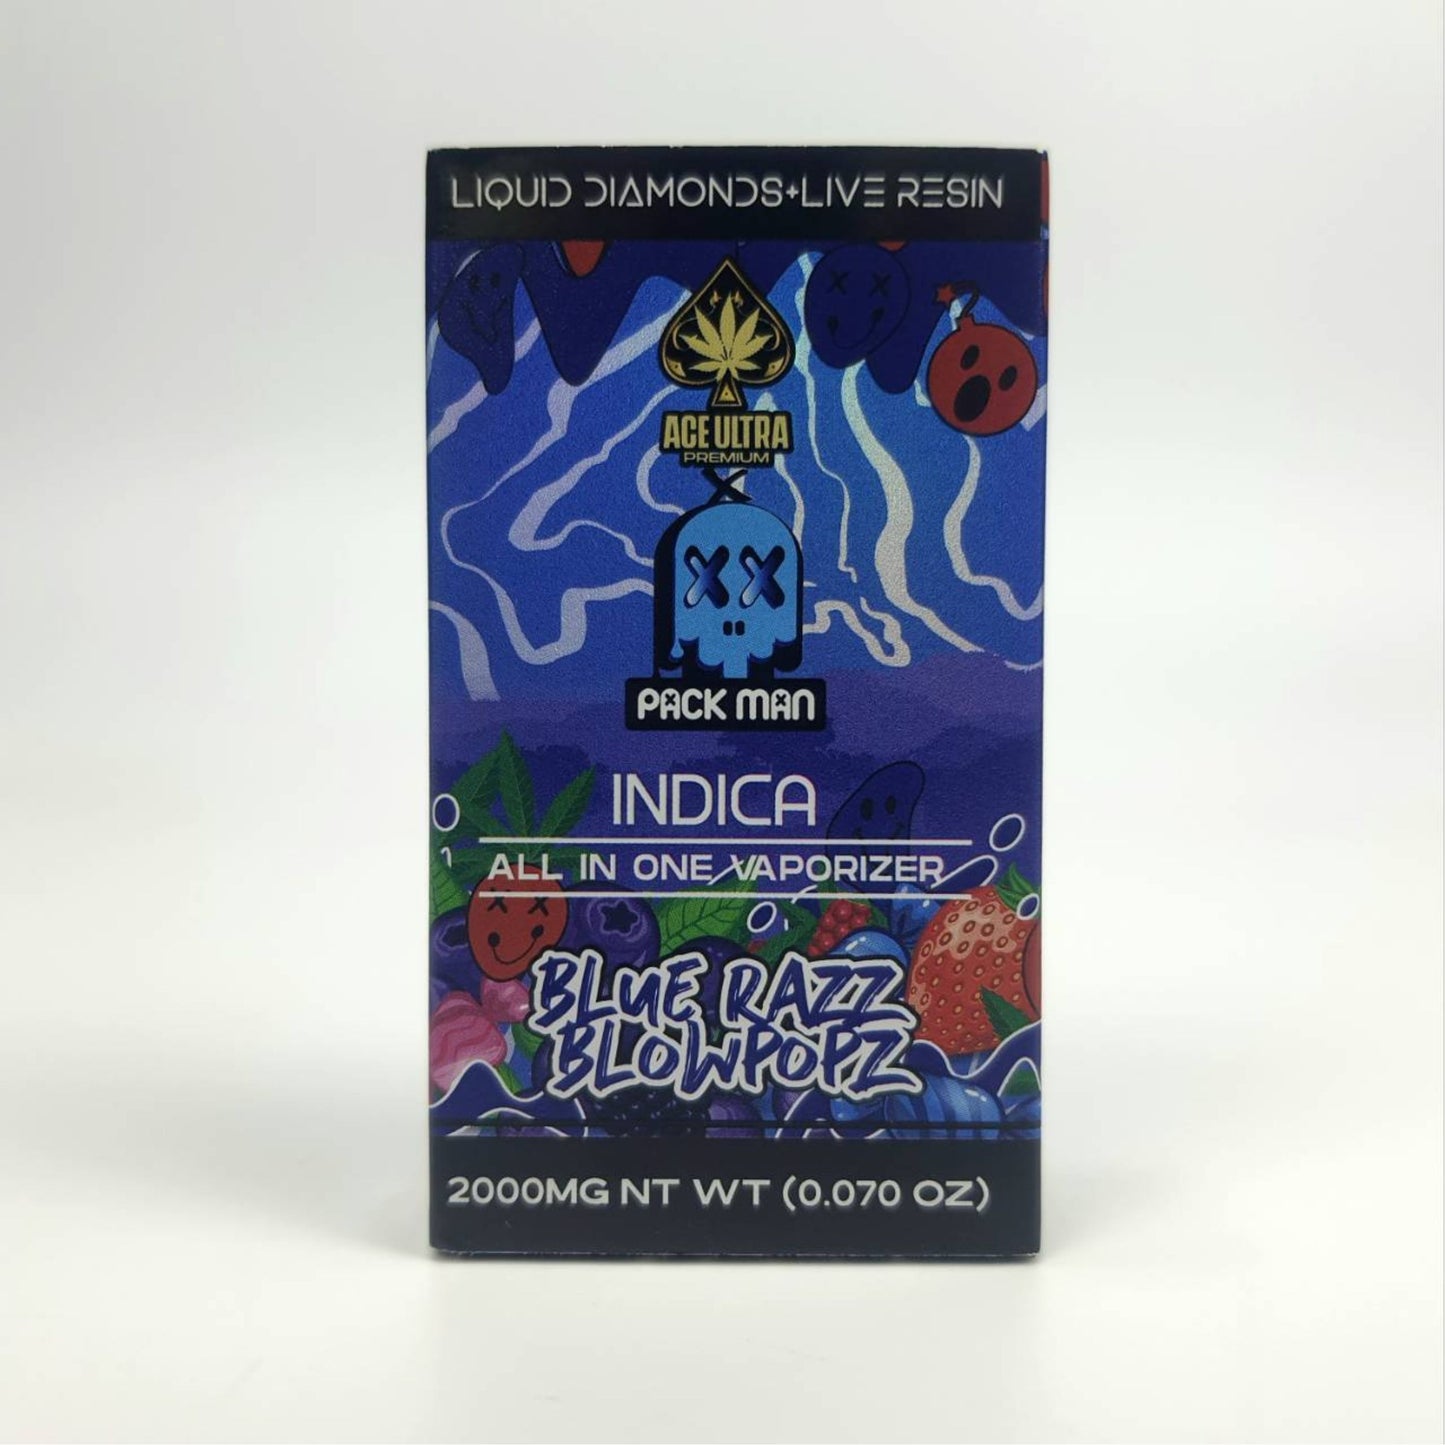 LIQUID DIAMONDS+LIVE RESIN
ACE ULTRA
PREMIUM
X
PACK MAN
INDICA
ALL IN ONE VAPORIZER
BLUE RAZZ
BLOWPOPZ
2000MG NT WT (0.070 OZ)